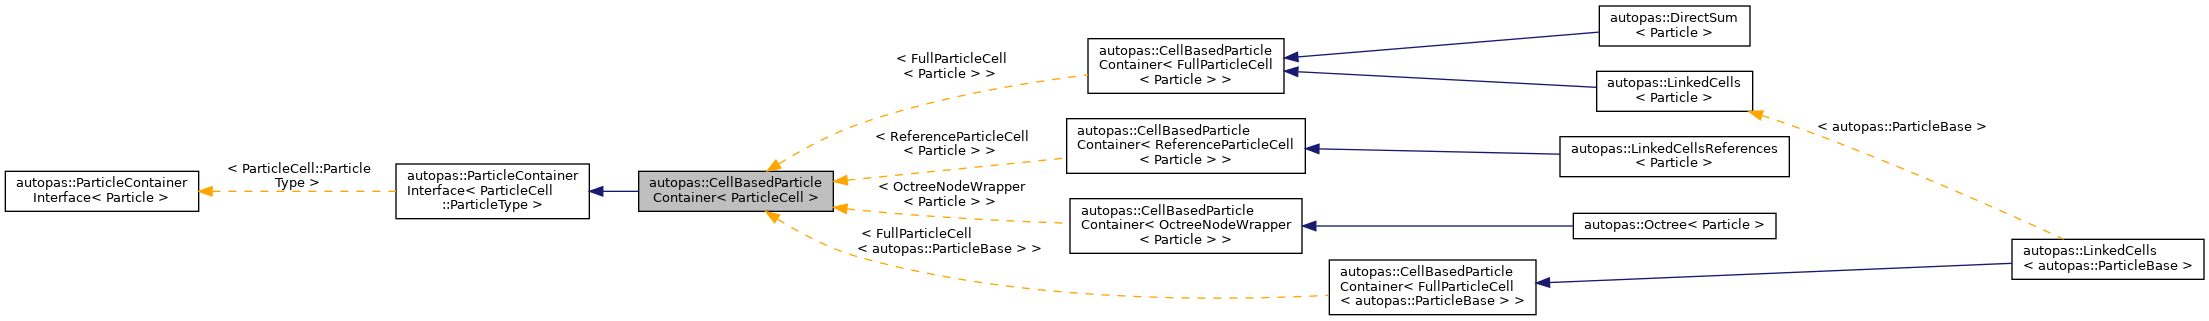 autopas::ParticleContainer
Interface< Particle >
< ParticleCell::Particle
Type >
autopas::ParticleContainer
Interface< ParticleCell
::ParticleType >
autopas::CellBasedParticle
Container< ParticleCell >
< FullParticleCell
< Particle > >
< ReferenceParticleCell
< Particle > >
< OctreeNodeWrapper
< Particle > >
< FullParticleCell
< autopas::ParticleBase > >
autopas::CellBasedParticle
Container< FullParticleCell
< Particle > >
autopas::CellBasedParticle
Container< ReferenceParticleCell
< Particle > >
autopas::CellBasedParticle
Container< OctreeNodeWrapper
< Particle > >
autopas::CellBasedParticle
Container< FullParticleCell
< autopas::ParticleBase > >
autopas::DirectSum
< Particle >
autopas::LinkedCells
< Particle >
autopas::LinkedCellsReferences
< Particle >
autopas::Octree< Particle >
< autopas::ParticleBase >
autopas::LinkedCells
< autopas::ParticleBase >